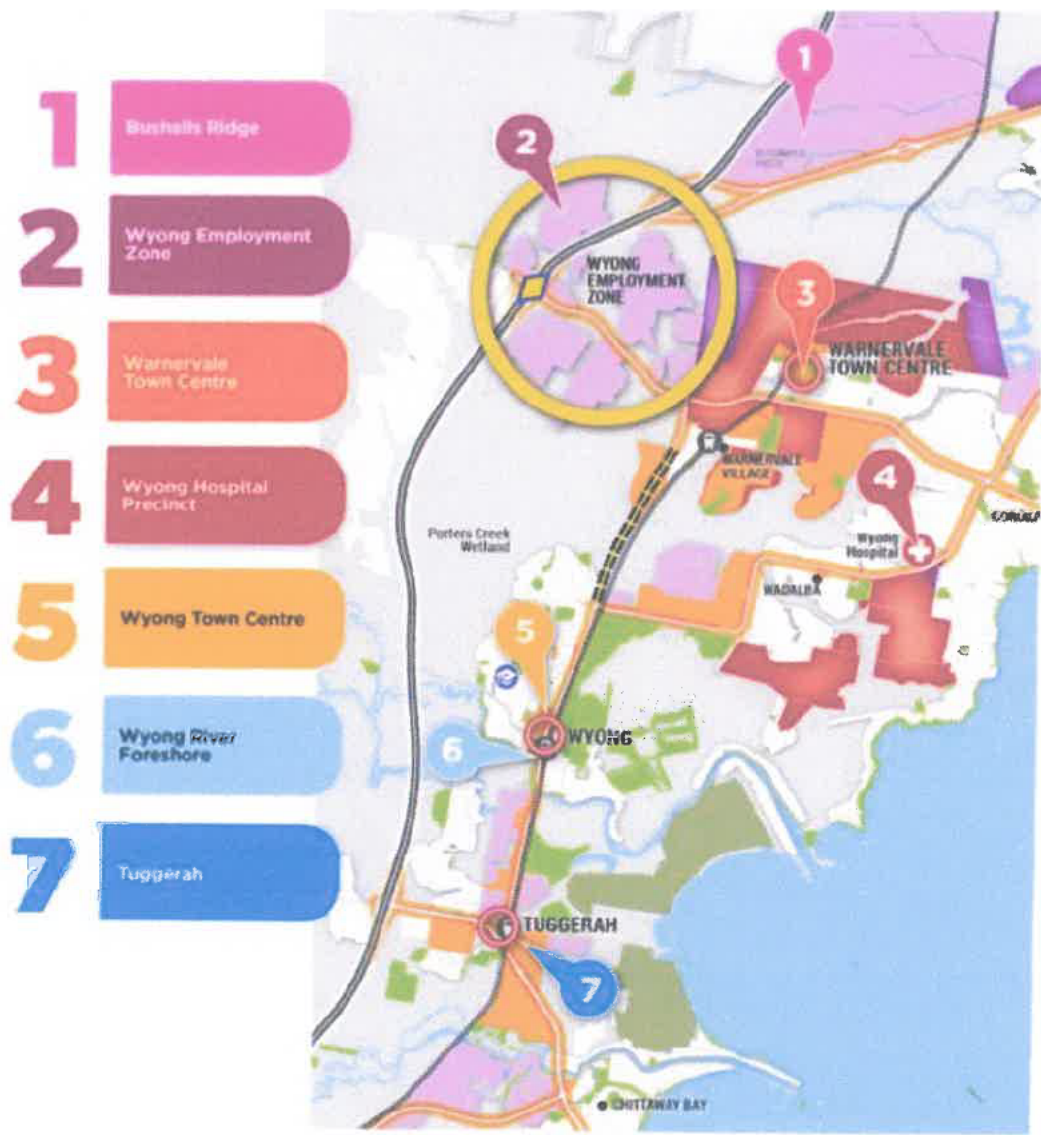 1
Bushells Ridge
2
Wyong Employment
Zone
3
Warnervale
Town Centre
4
Wyong Hospital
Precinct
5
Wyong Town Centre
6
Wyong River
Foreshore
7
Tuggerah
1
2
WYONG
EMPLOYMENT
ZONE
3
WARNERVALE
TOWN CENTRE
WARNERVALE
VILLAGE
4
Porters Creek
Wetland
Wyong
Hospital
WADALBA
5
WYONG
6
TUGGERAH
7
CHITTAWAY BAY